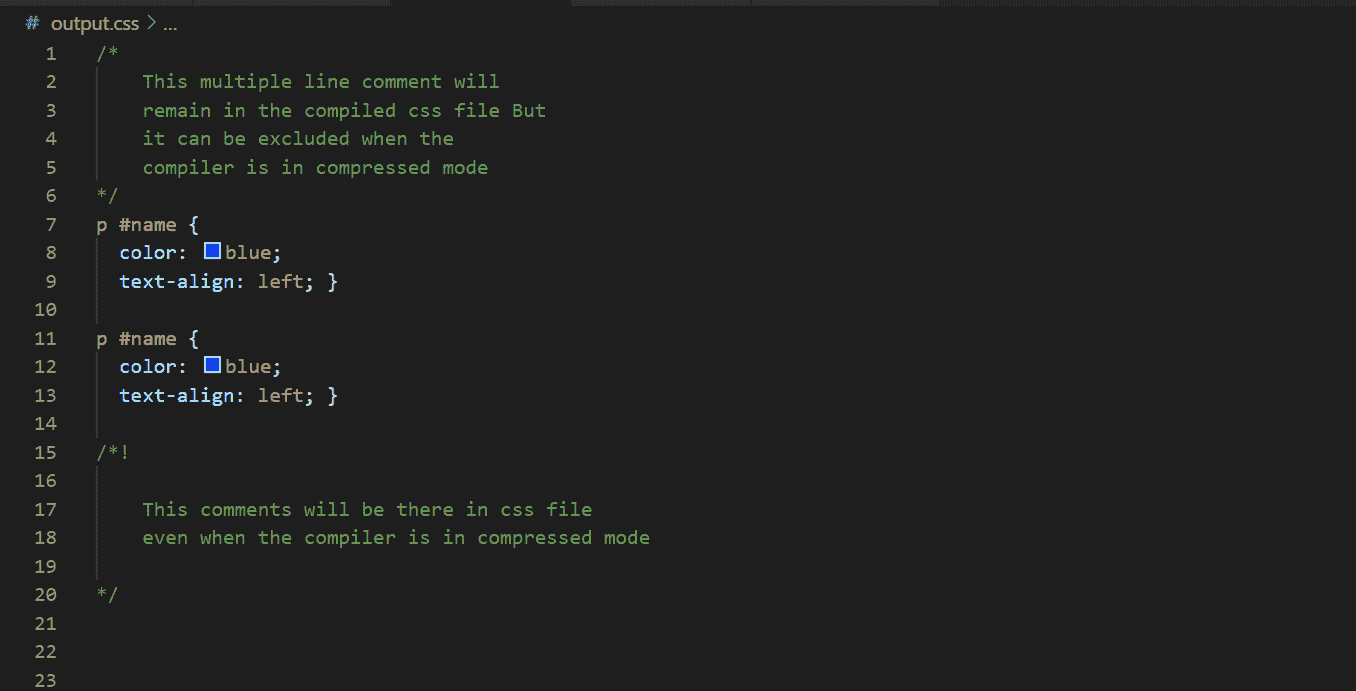 # output.css > ...
1 /*
2     This multiple line comment will
3     remain in the compiled css file But
4     it can be excluded when the
5     compiler is in compressed mode
6 */
7 p #name {
8   color: blue;
9   text-align: left; }
10
11 p #name {
12   color: blue;
13   text-align: left; }
14
15 /*!
16
17     This comments will be there in css file
18     even when the compiler is in compressed mode
19
20 */
21
22
23